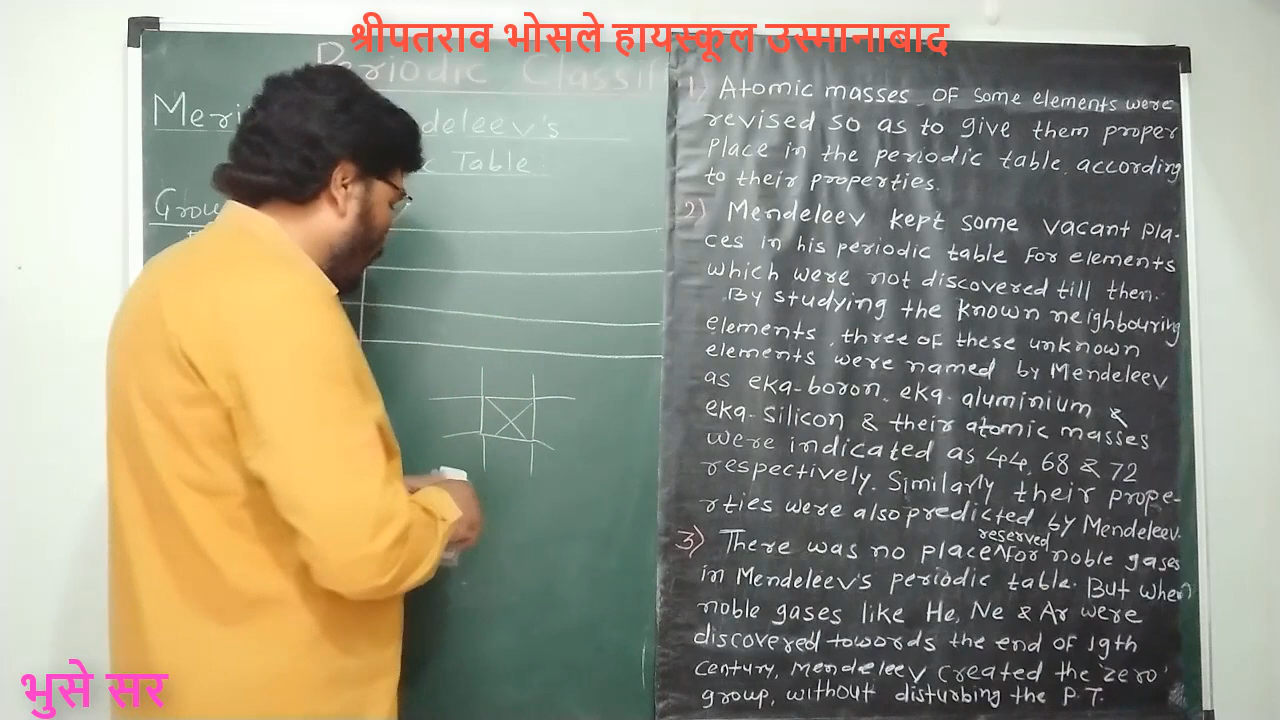 श्रीपतराव भोसले हायस्कूल उस्मानाबाद
Periodic Classif
Meri deleev's
Table :
Grou
1) Atomic masses of some elements were
revised so as to give them proper
Place in the periodic table according
to their properties.
2) Mendeleev kept some vacant pla-
ces in his periodic table for elements
which were not discovered till then.
By studying the known neighbouring
elements, three of these unknown
elements were named by Mendeleev
as eka-boron, eka-aluminium &
eka-silicon & their atomic masses
were indicated as 44, 68 & 72
respectively. Similarly their prope-
rties were also predicted by Mendeleev.
3) There was no place ^reserved for noble gases
in Mendeleev's periodic table. But when
noble gases like He, Ne & Ar were
discovered towords the end of 19th
century, Mendeleev created the 'zero'
group, without disturbing the P.T.
भुसे सर